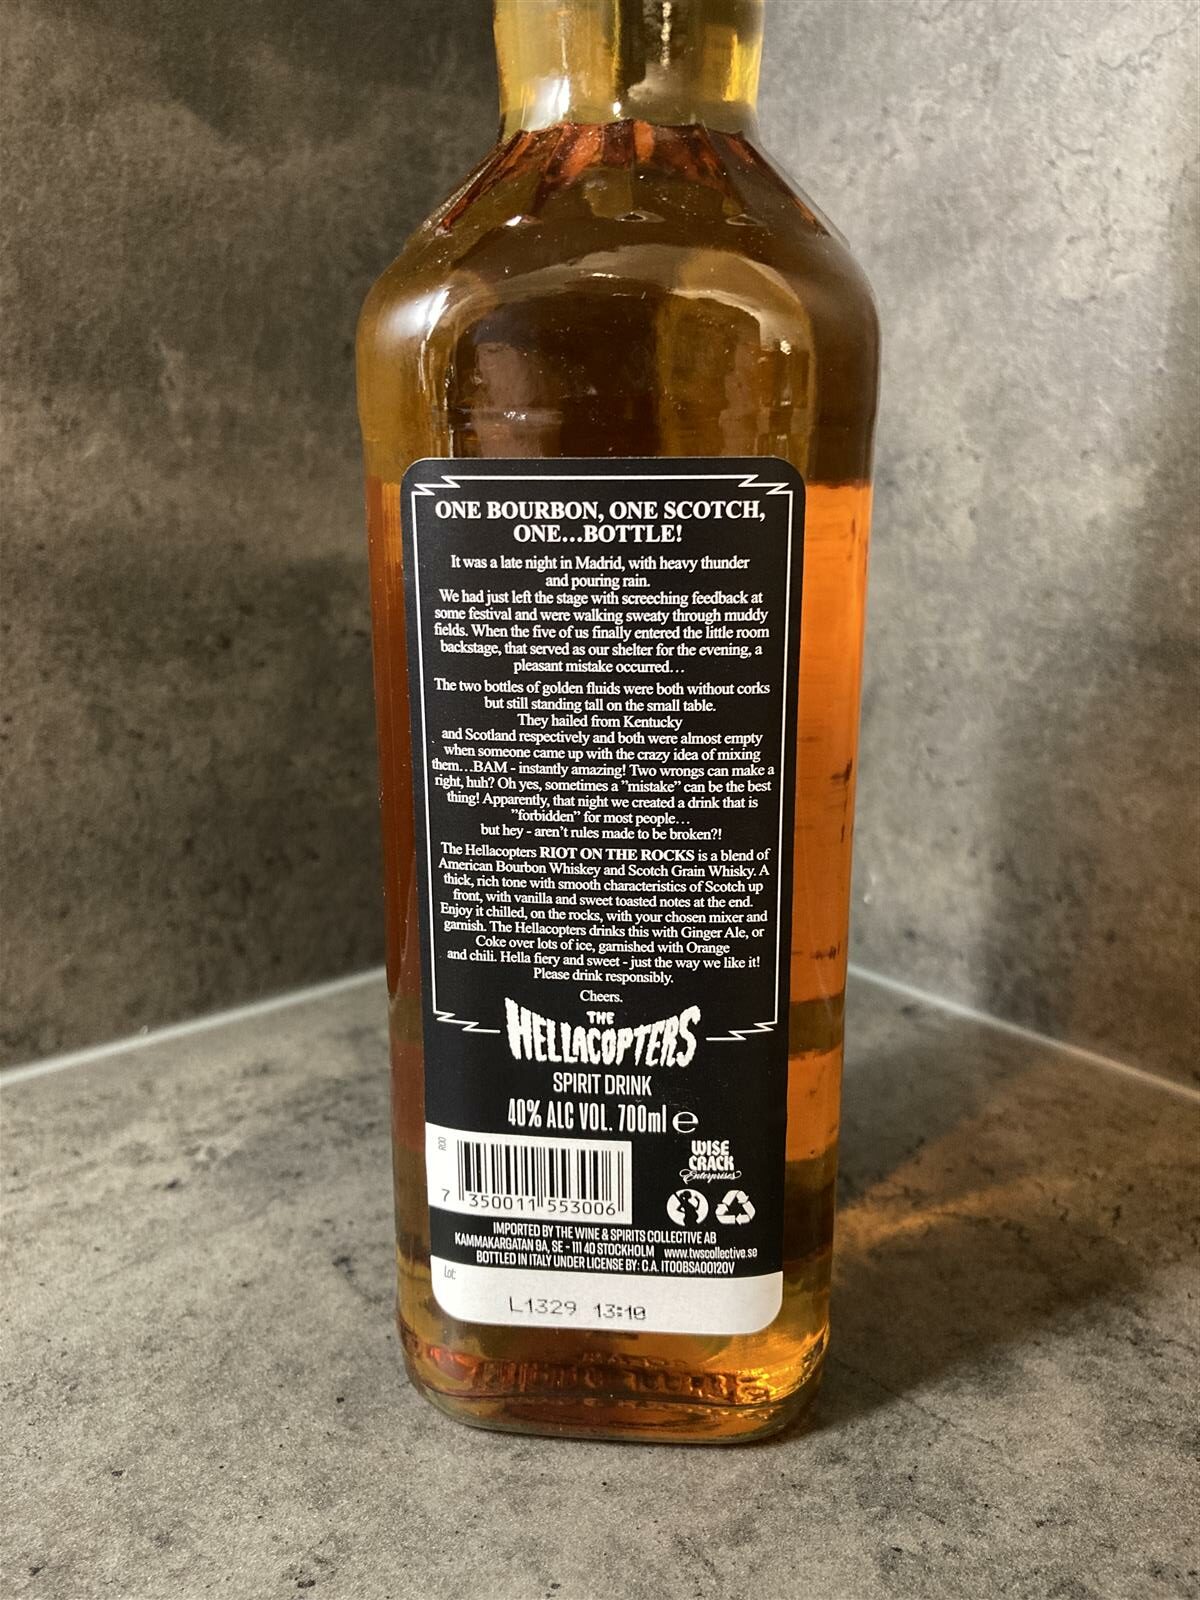 ONE BOURBON, ONE SCOTCH,
ONE...BOTTLE!
It was a late night in Madrid, with heavy thunder
and pouring rain.
We had just left the stage with screeching feedback at
some festival and were walking sweaty through muddy
fields. When the five of us finally entered the little room
backstage, that served as our shelter for the evening, a
pleasant mistake occurred...
The two bottles of golden fluids were both without corks
but still standing tall on the small table.
They hailed from Kentucky
and Scotland respectively and both were almost empty
when someone came up with the crazy idea of mixing
them...BAM - instantly amazing! Two wrongs can make a
right, huh? Oh yes, sometimes a ”mistake” can be the best
thing! Apparently, that night we created a drink that is
”forbidden” for most people...
but hey - aren't rules made to be broken?!
The Hellacopters RIOT ON THE ROCKS is a blend of
American Bourbon Whiskey and Scotch Grain Whisky. A
thick, rich tone with smooth characteristics of Scotch up
front, with vanilla and sweet toasted notes at the end.
Enjoy it chilled, on the rocks, with your chosen mixer and
garnish. The Hellacopters drinks this with Ginger Ale, or
Coke over lots of ice, garnished with Orange
and chili. Hella fiery and sweet - just the way we like it!
Please drink responsibly.
Cheers.
THE
HELLACOPTERS
SPIRIT DRINK
40% ALC VOL. 700ml ℮
WISE
CRACK
Enterprises
7 350011 553006
IMPORTED BY THE WINE & SPIRITS COLLECTIVE AB
KAMMAKARGATAN 9A, SE - 111 40 STOCKHOLM www.twscollective.se
BOTTLED IN ITALY UNDER LICENSE BY: C.A. IT00BSA00120V
Lot:
L1329 13:10